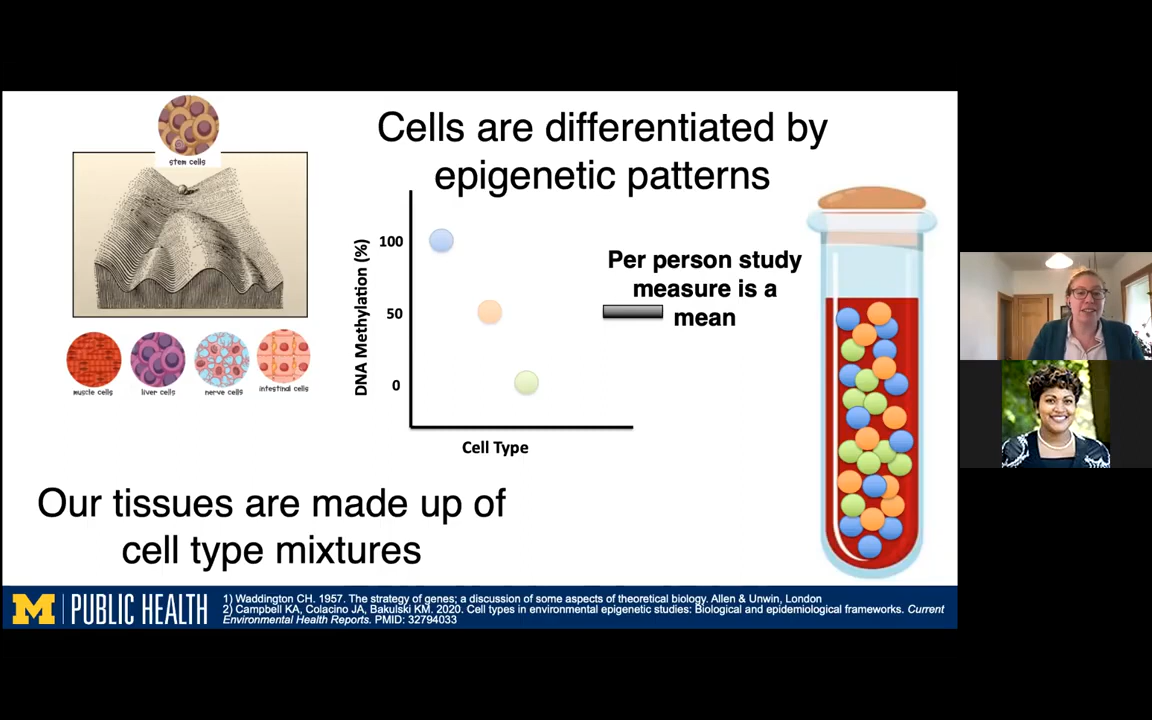 stem cells
muscle cells
liver cells
nerve cells
intestinal cells
Cells are differentiated by
epigenetic patterns
DNA Methylation (%)
100
50
0
Cell Type
Per person study
measure is a
mean
Our tissues are made up of
cell type mixtures
M PUBLIC HEALTH
1) Waddington CH. 1957. The strategy of genes; a discussion of some aspects of theoretical biology. Allen & Unwin, London
2) Campbell KA, Colacino JA, Bakulski KM. 2020. Cell types in environmental epigenetic studies: Biological and epidemiological frameworks. Current
Environmental Health Reports. PMID: 32794033